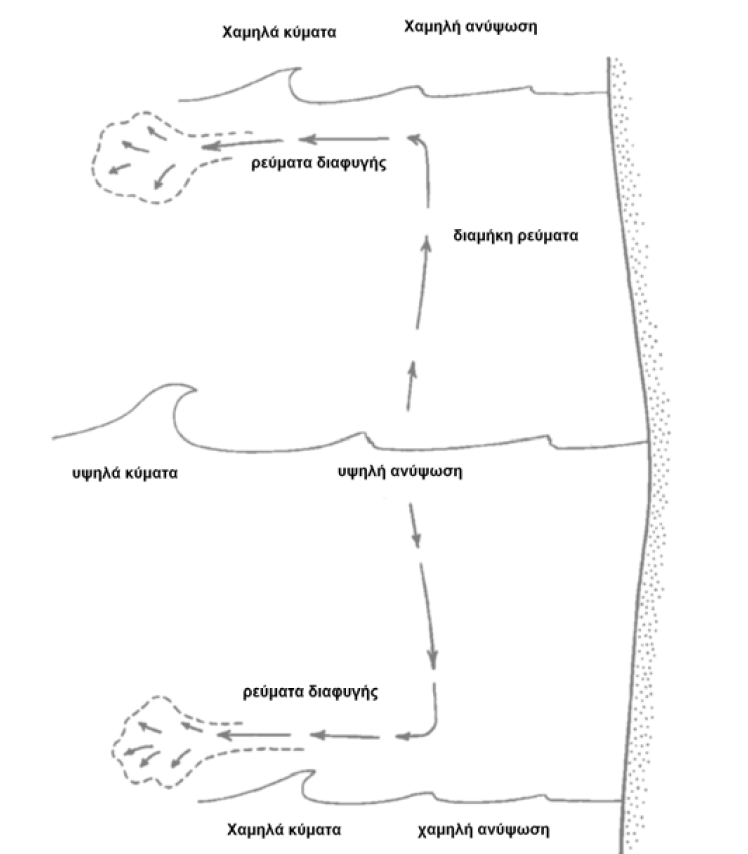 Χαμηλά κύματα
Χαμηλή ανύψωση
ρεύματα διαφυγής
διαμήκη ρεύματα
υψηλά κύματα
υψηλή ανύψωση
ρεύματα διαφυγής
Χαμηλά κύματα
χαμηλή ανύψωση